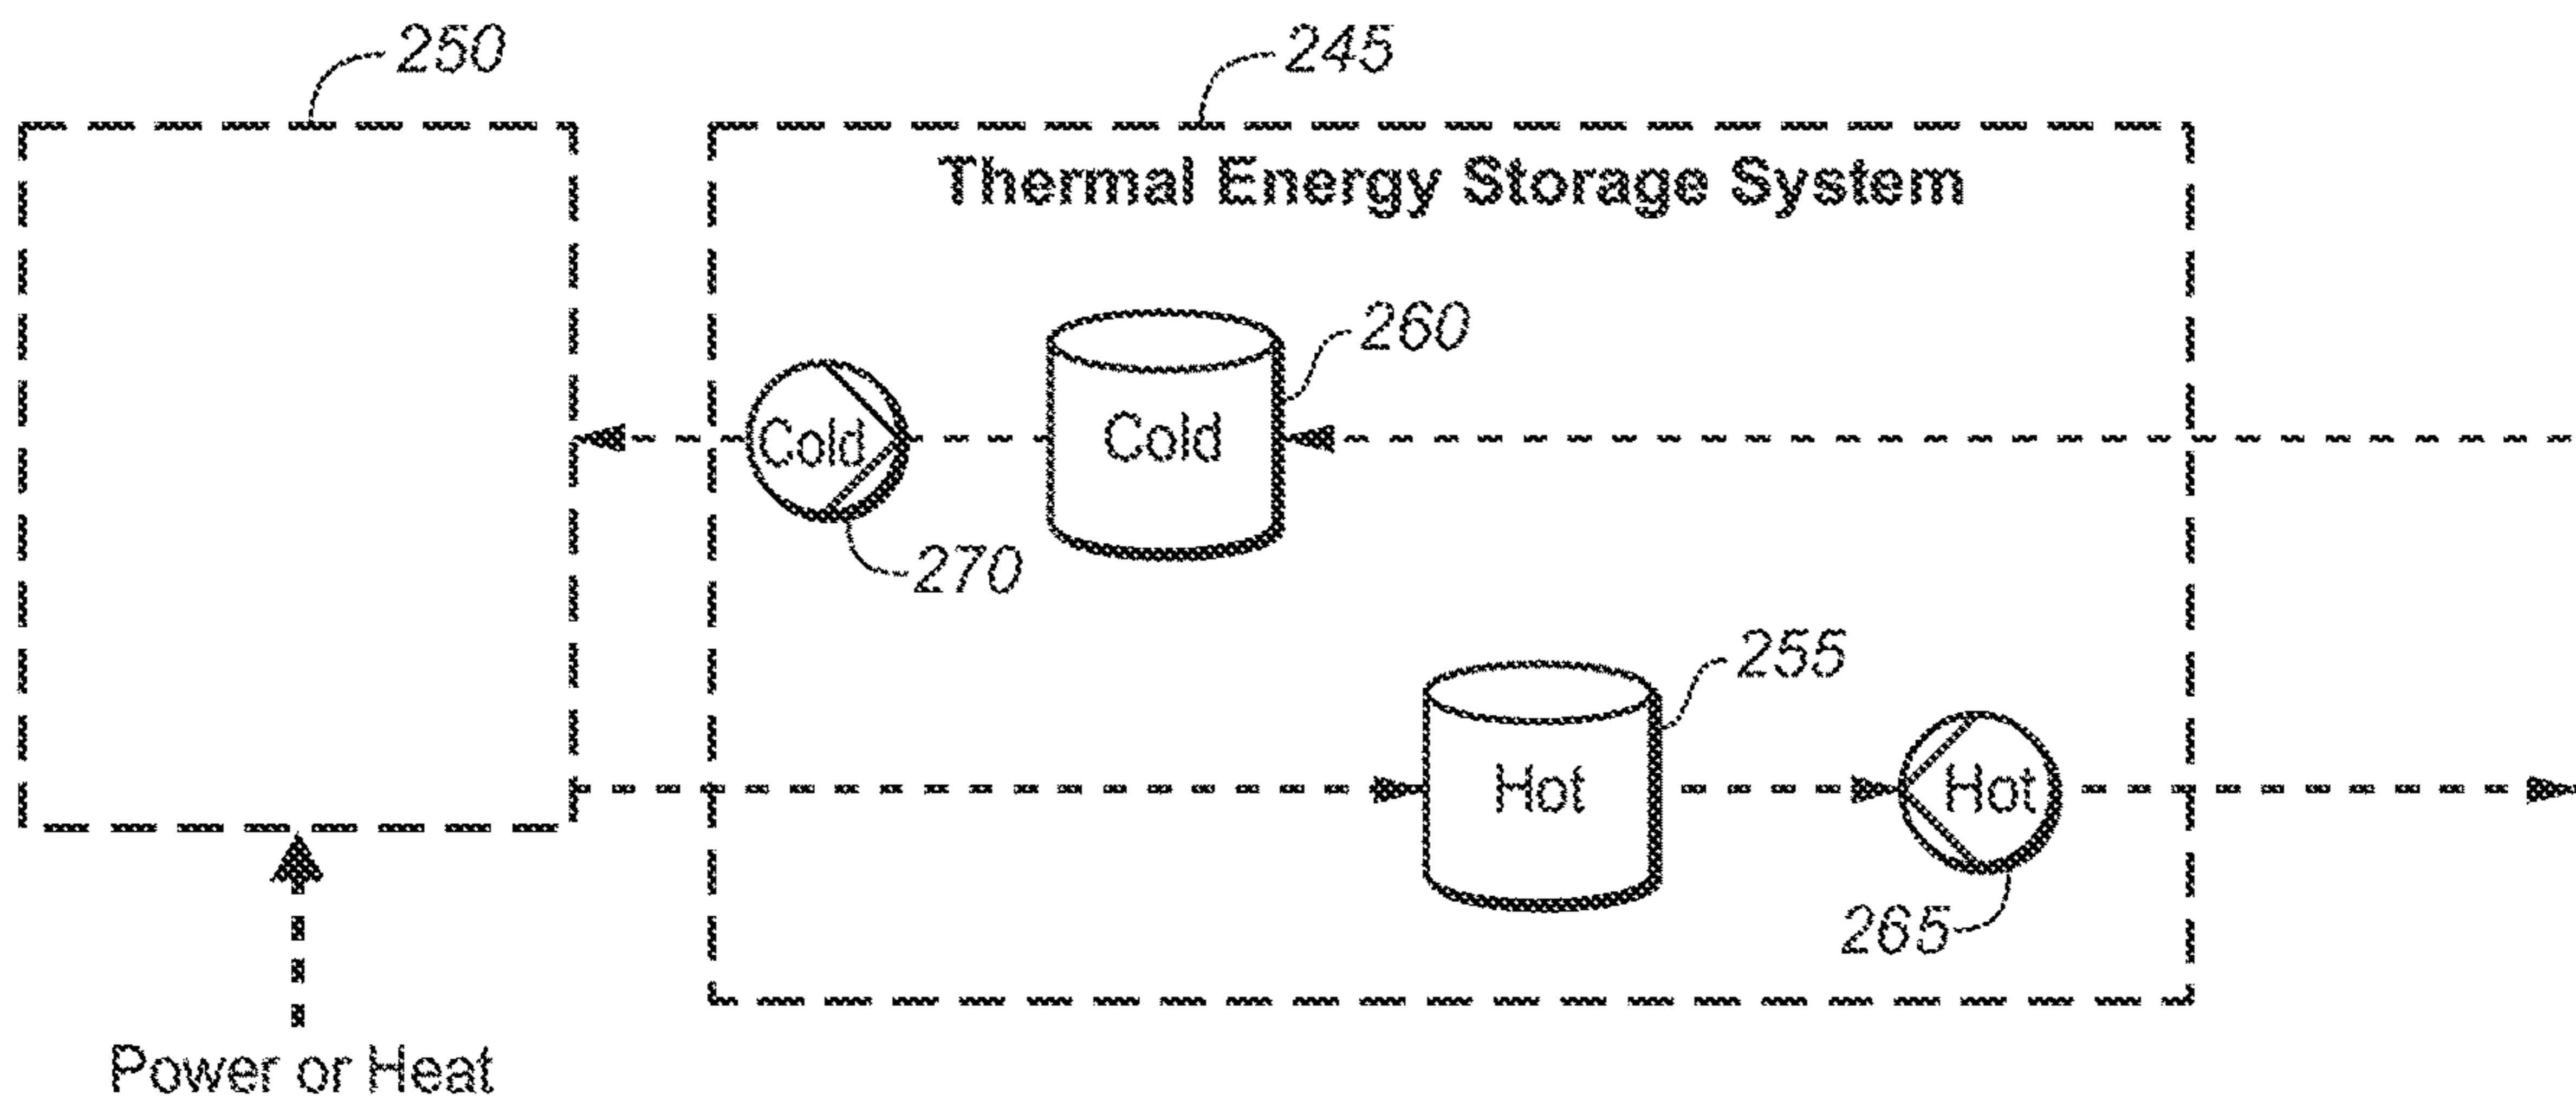 250
245
Thermal Energy Storage System
260
Cold
Cold
270
255
Hot
Hot
265
Power or Heat